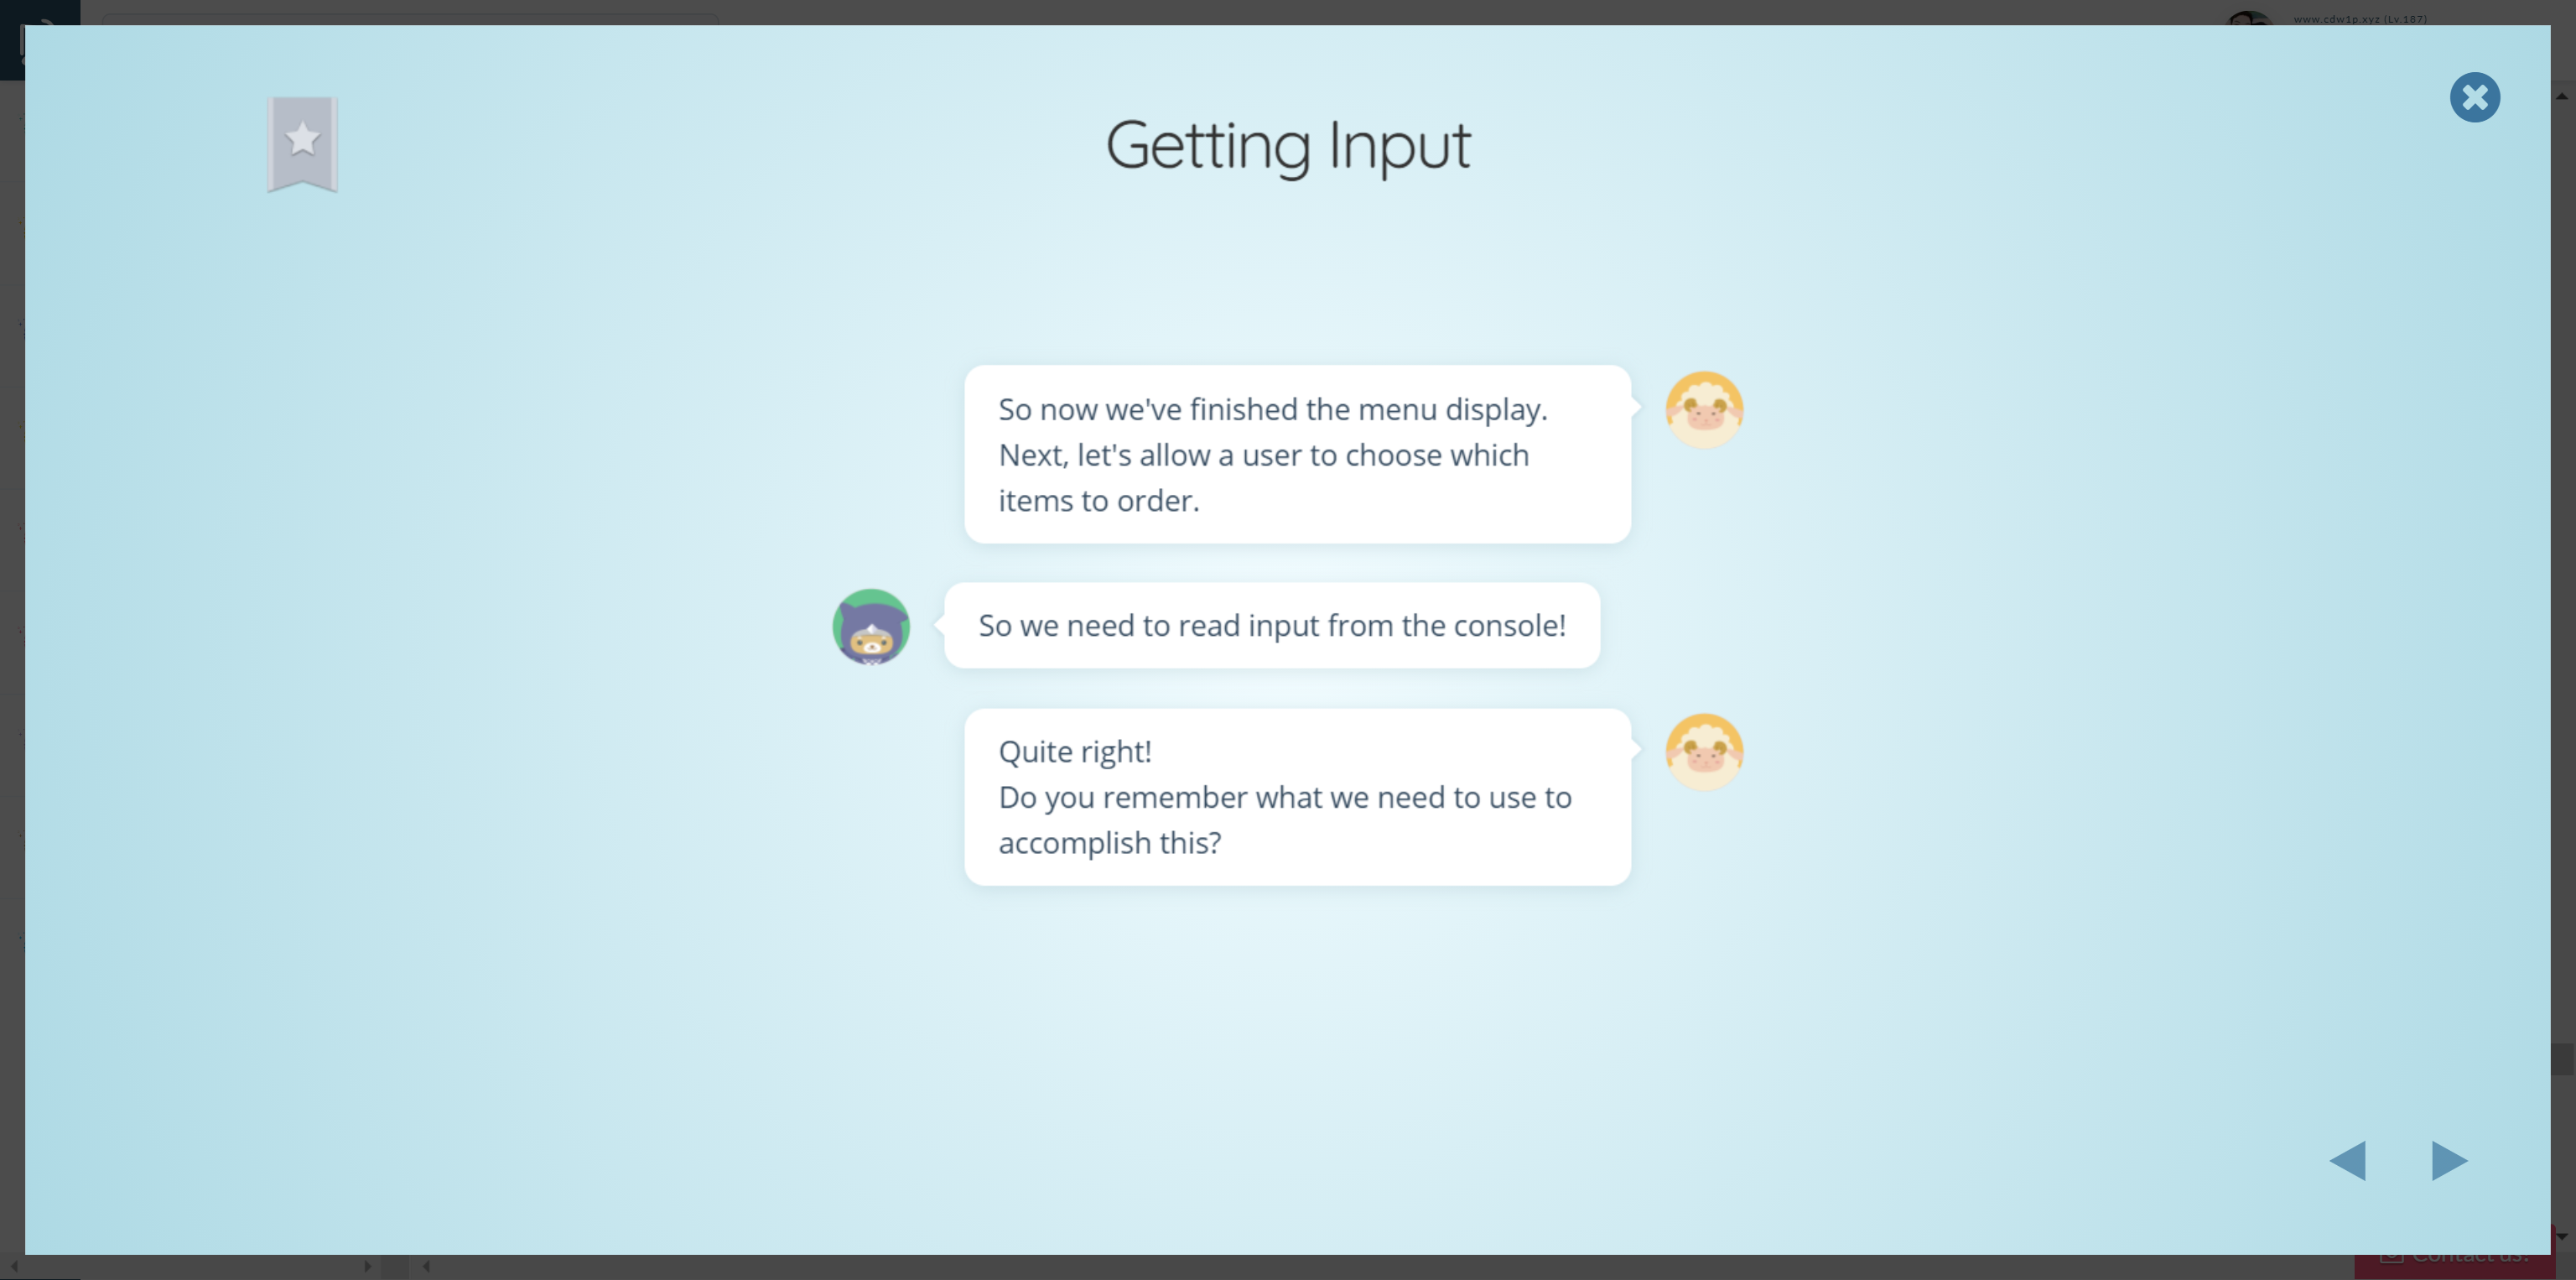 www.cdw1p.xyz (Lv.187)
Getting Input
So now we've finished the menu display.
Next, let's allow a user to choose which
items to order.
So we need to read input from the console!
Quite right!
Do you remember what we need to use to
accomplish this?
Contact us!